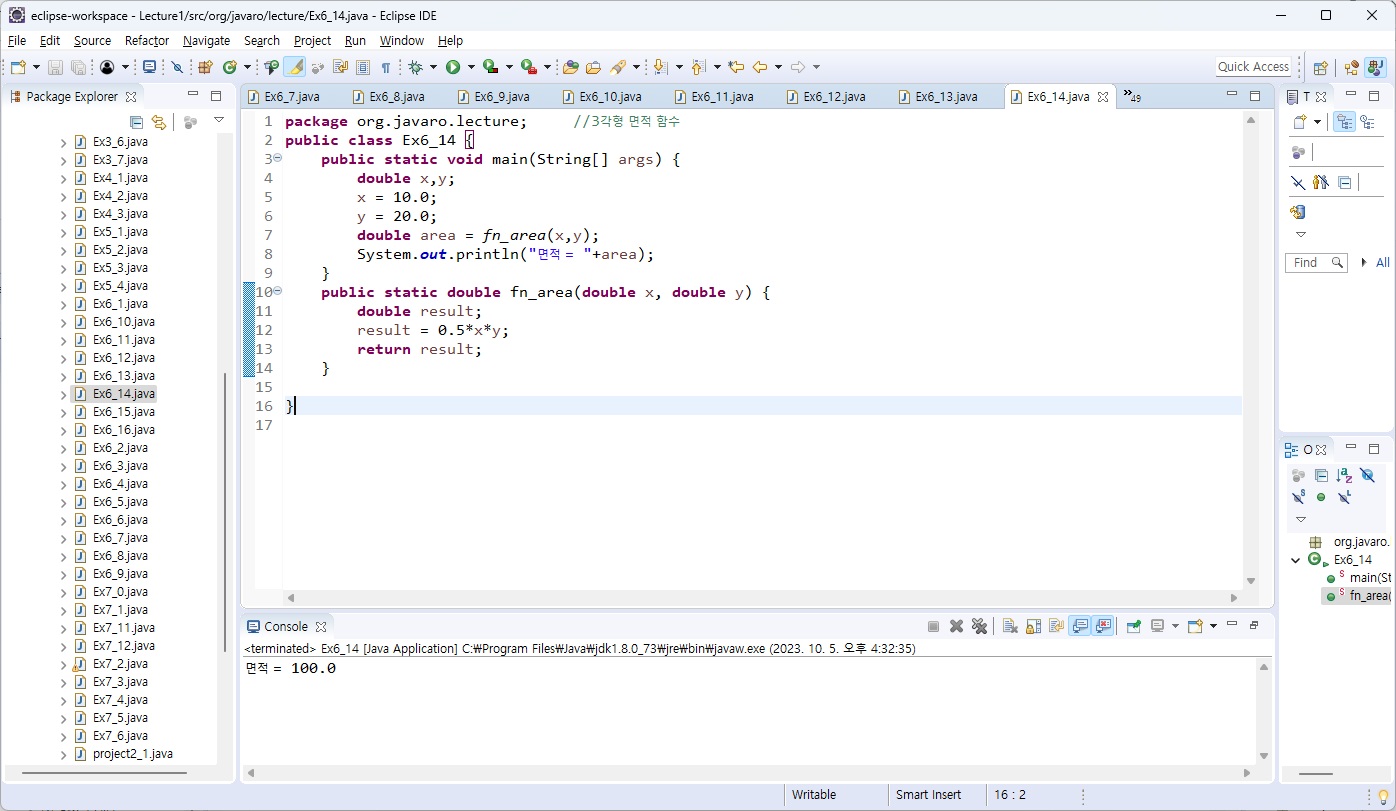 eclipse-workspace - Lecture1/src/org/javaro/lecture/Ex6_14.java - Eclipse IDE
File Edit Source Refactor Navigate Search Project Run Window Help
Quick Access
Package Explorer
Ex3_6.java
Ex3_7.java
Ex4_1.java
Ex4_2.java
Ex4_3.java
Ex5_1.java
Ex5_2.java
Ex5_3.java
Ex5_4.java
Ex6_1.java
Ex6_10.java
Ex6_11.java
Ex6_12.java
Ex6_13.java
Ex6_14.java
Ex6_15.java
Ex6_16.java
Ex6_2.java
Ex6_3.java
Ex6_4.java
Ex6_5.java
Ex6_6.java
Ex6_7.java
Ex6_8.java
Ex6_9.java
Ex7_0.java
Ex7_1.java
Ex7_11.java
Ex7_12.java
Ex7_2.java
Ex7_3.java
Ex7_4.java
Ex7_5.java
Ex7_6.java
project2_1.java
Ex6_7.java Ex6_8.java Ex6_9.java Ex6_10.java Ex6_11.java Ex6_12.java Ex6_13.java Ex6_14.java »49
1 package org.javaro.lecture; //3각형 면적 함수
2 public class Ex6_14 {
3 public static void main(String[] args) {
4 double x,y;
5 x = 10.0;
6 y = 20.0;
7 double area = fn_area(x,y);
8 System.out.println("면적 = "+area);
9 }
10 public static double fn_area(double x, double y) {
11 double result;
12 result = 0.5*x*y;
13 return result;
14 }
15
16 }
17
Console
<terminated> Ex6_14 [Java Application] C:₩Program Files₩Java₩jdk1.8.0_73₩jre₩bin₩javaw.exe (2023. 10. 5. 오후 4:32:35)
면적 = 100.0
T
Find All
O
org.javaro.
Ex6_14
main(St
fn_area(
Writable Smart Insert 16 : 2